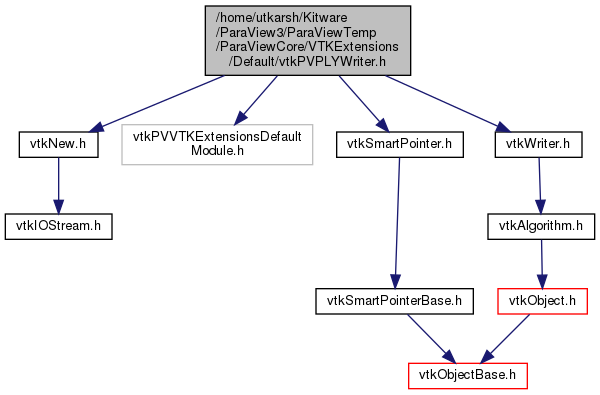 /home/utkarsh/Kitware
/ParaView3/ParaViewTemp
/ParaViewCore/VTKExtensions
/Default/vtkPVPLYWriter.h
vtkNew.h
vtkPVVTKExtensionsDefault
Module.h
vtkSmartPointer.h
vtkWriter.h
vtkIOStream.h
vtkAlgorithm.h
vtkSmartPointerBase.h
vtkObject.h
vtkObjectBase.h